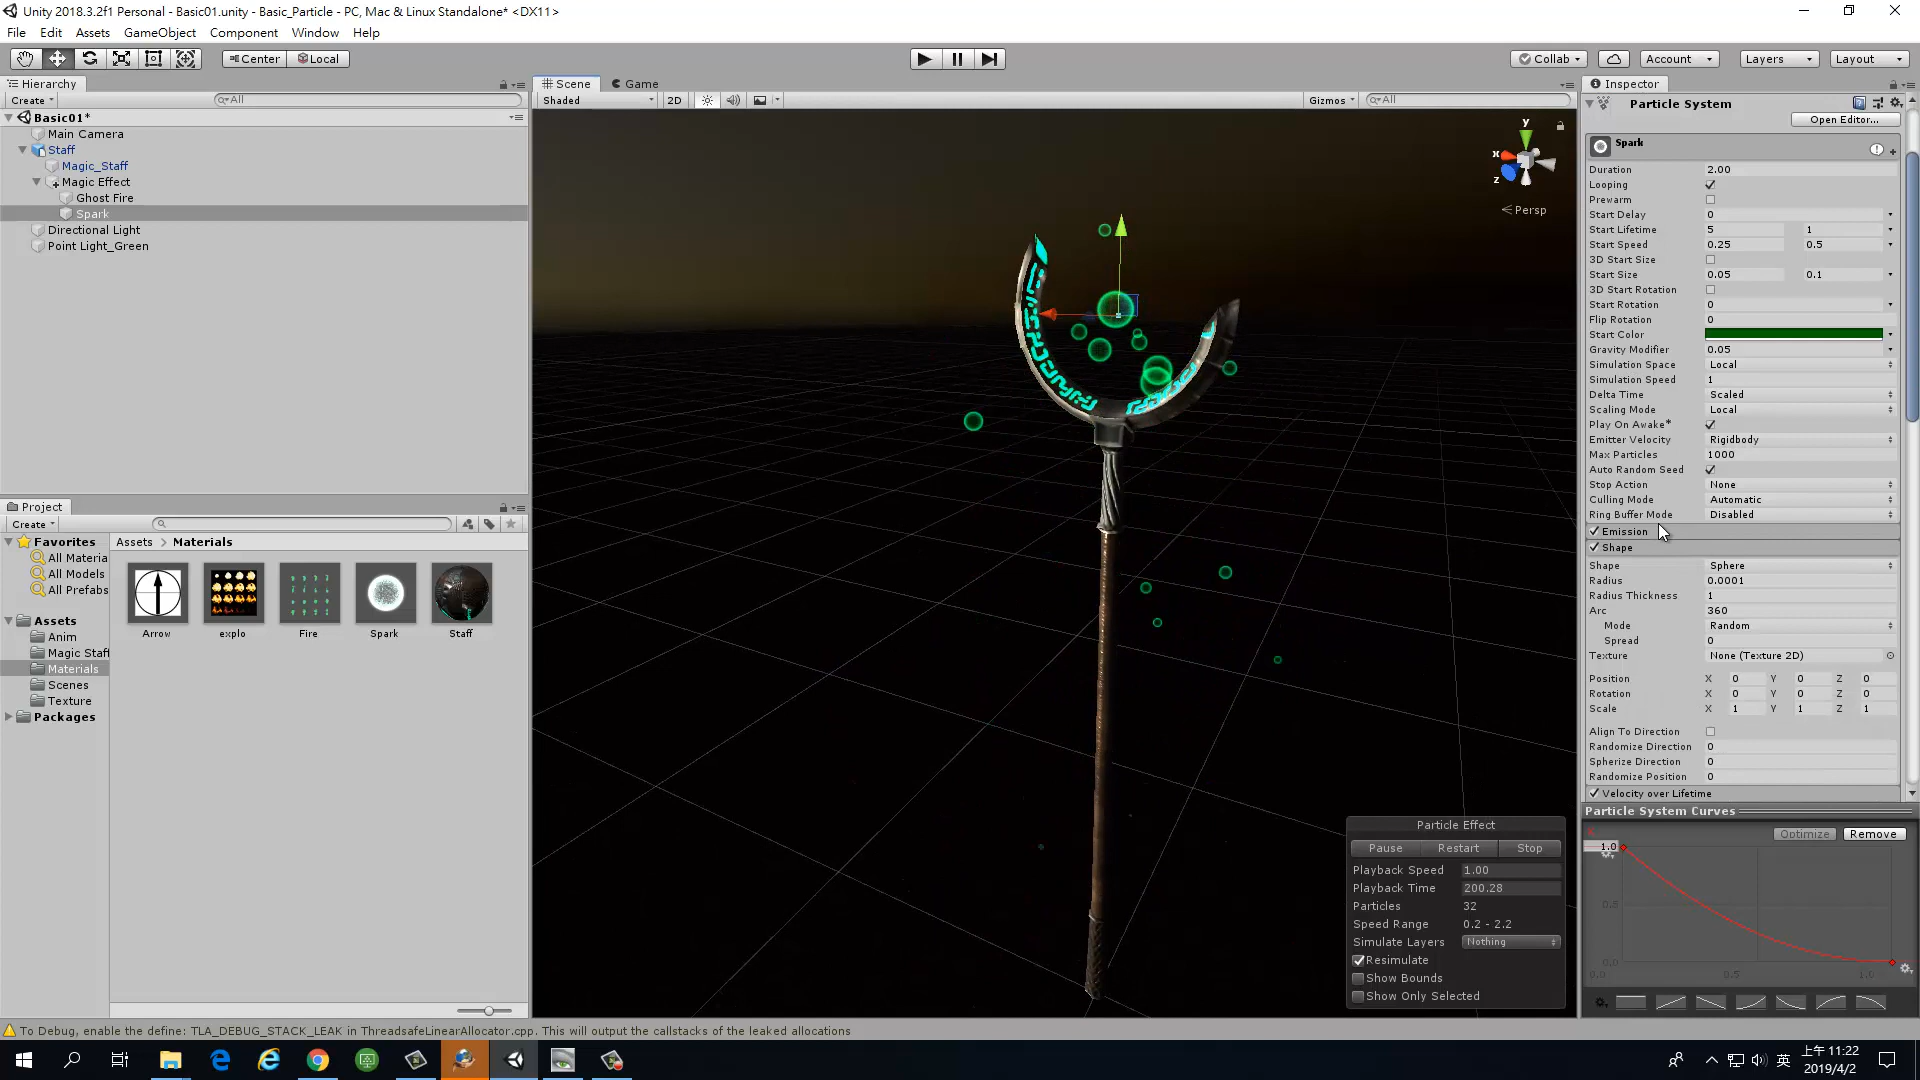 Unity 2018.3.2f1 Personal - Basic01.unity - Basic_Particle - PC, Mac & Linux Standalone* <DX11>
File Edit Assets GameObject Component Window Help
Center Local Collab Account Layers Layout
Hierarchy
Create All
Basic01*
Main Camera
Staff
Magic_Staff
Magic Effect
Ghost Fire
Spark
Directional Light
Point Light_Green
Project
Create
Favorites
All Materia
All Models
All Prefabs
Assets
Anim
Magic Staff
Materials
Scenes
Texture
Packages
Assets > Materials
Arrow explo Fire Spark Staff
Scene Game
Shaded 2D Gizmos All
y
x
z
Persp
Particle Effect
Pause Restart Stop
Playback Speed 1.00
Playback Time 200.28
Particles 32
Speed Range 0.2 - 2.2
Simulate Layers Nothing
Resimulate
Show Bounds
Show Only Selected
Inspector
Particle System
Open Editor...
Spark
Duration 2.00
Looping
Prewarm
Start Delay 0
Start Lifetime 5 1
Start Speed 0.25 0.5
3D Start Size
Start Size 0.05 0.1
3D Start Rotation
Start Rotation 0
Flip Rotation 0
Start Color
Gravity Modifier 0.05
Simulation Space Local
Simulation Speed 1
Delta Time Scaled
Scaling Mode Local
Play On Awake*
Emitter Velocity Rigidbody
Max Particles 1000
Auto Random Seed
Stop Action None
Culling Mode Automatic
Ring Buffer Mode Disabled
Emission
Shape
Shape Sphere
Radius 0.0001
Radius Thickness 1
Arc 360
Mode Random
Spread 0
Texture None (Texture 2D)
Position X 0 Y 0 Z 0
Rotation X 0 Y 0 Z 0
Scale X 1 Y 1 Z 1
Align To Direction
Randomize Direction 0
Spherize Direction 0
Randomize Position 0
Velocity over Lifetime
Particle System Curves
Optimize Remove
1.0
0.5
0.0
0.0 0.5 1.0
To Debug, enable the define: TLA_DEBUG_STACK_LEAK in ThreadsafeLinearAllocator.cpp. This will output the callstacks of the leaked allocations
英
上午 11:22
2019/4/2